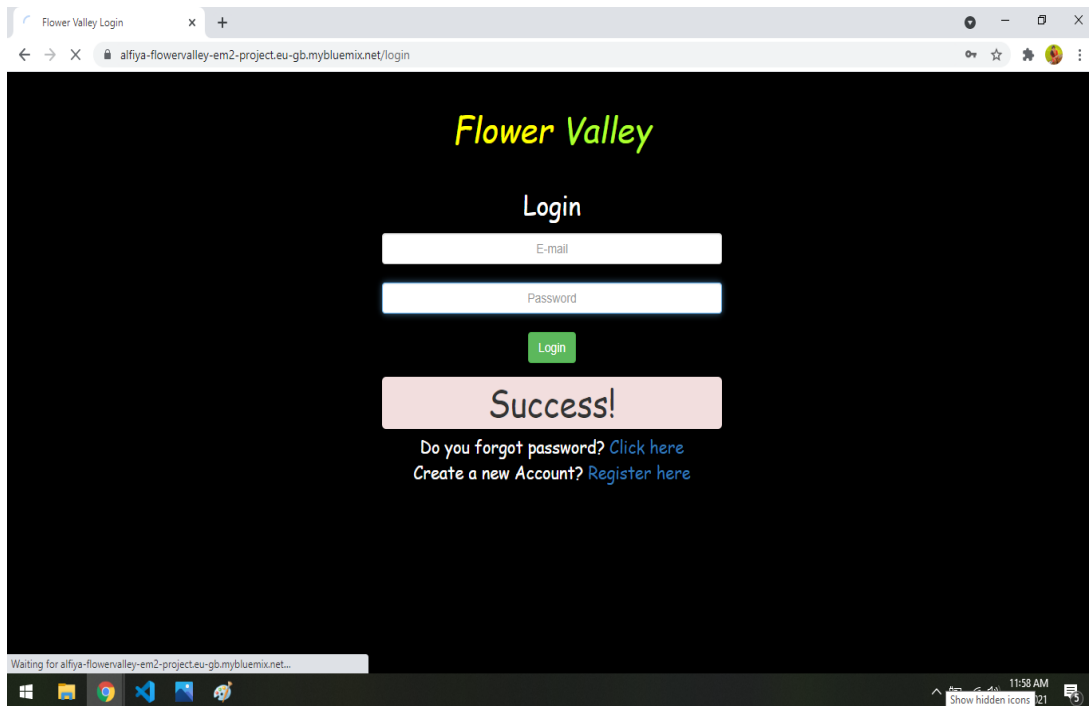 Flower Valley Login
alfiya-flowervalley-em2-project.eu-gb.mybluemix.net/login
Flower Valley
Login
E-mail
Password
Login
Success!
Do you forgot password? Click here
Create a new Account? Register here
Waiting for alfiya-flowervalley-em2-project.eu-gb.mybluemix.net...
11:58 AM
Show hidden icons
021
5